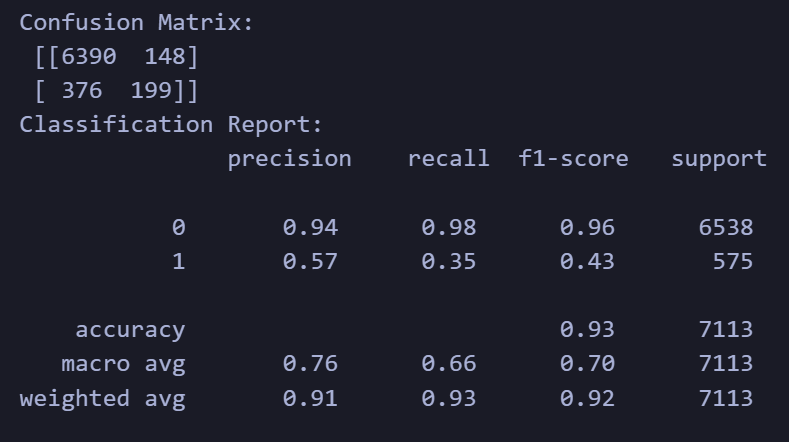 Confusion Matrix:
[[6390 148]
[ 376 199]]
Classification Report:
precision recall f1-score support
0 0.94 0.98 0.96 6538
1 0.57 0.35 0.43 575
accuracy 0.93 7113
macro avg 0.76 0.66 0.70 7113
weighted avg 0.91 0.93 0.92 7113